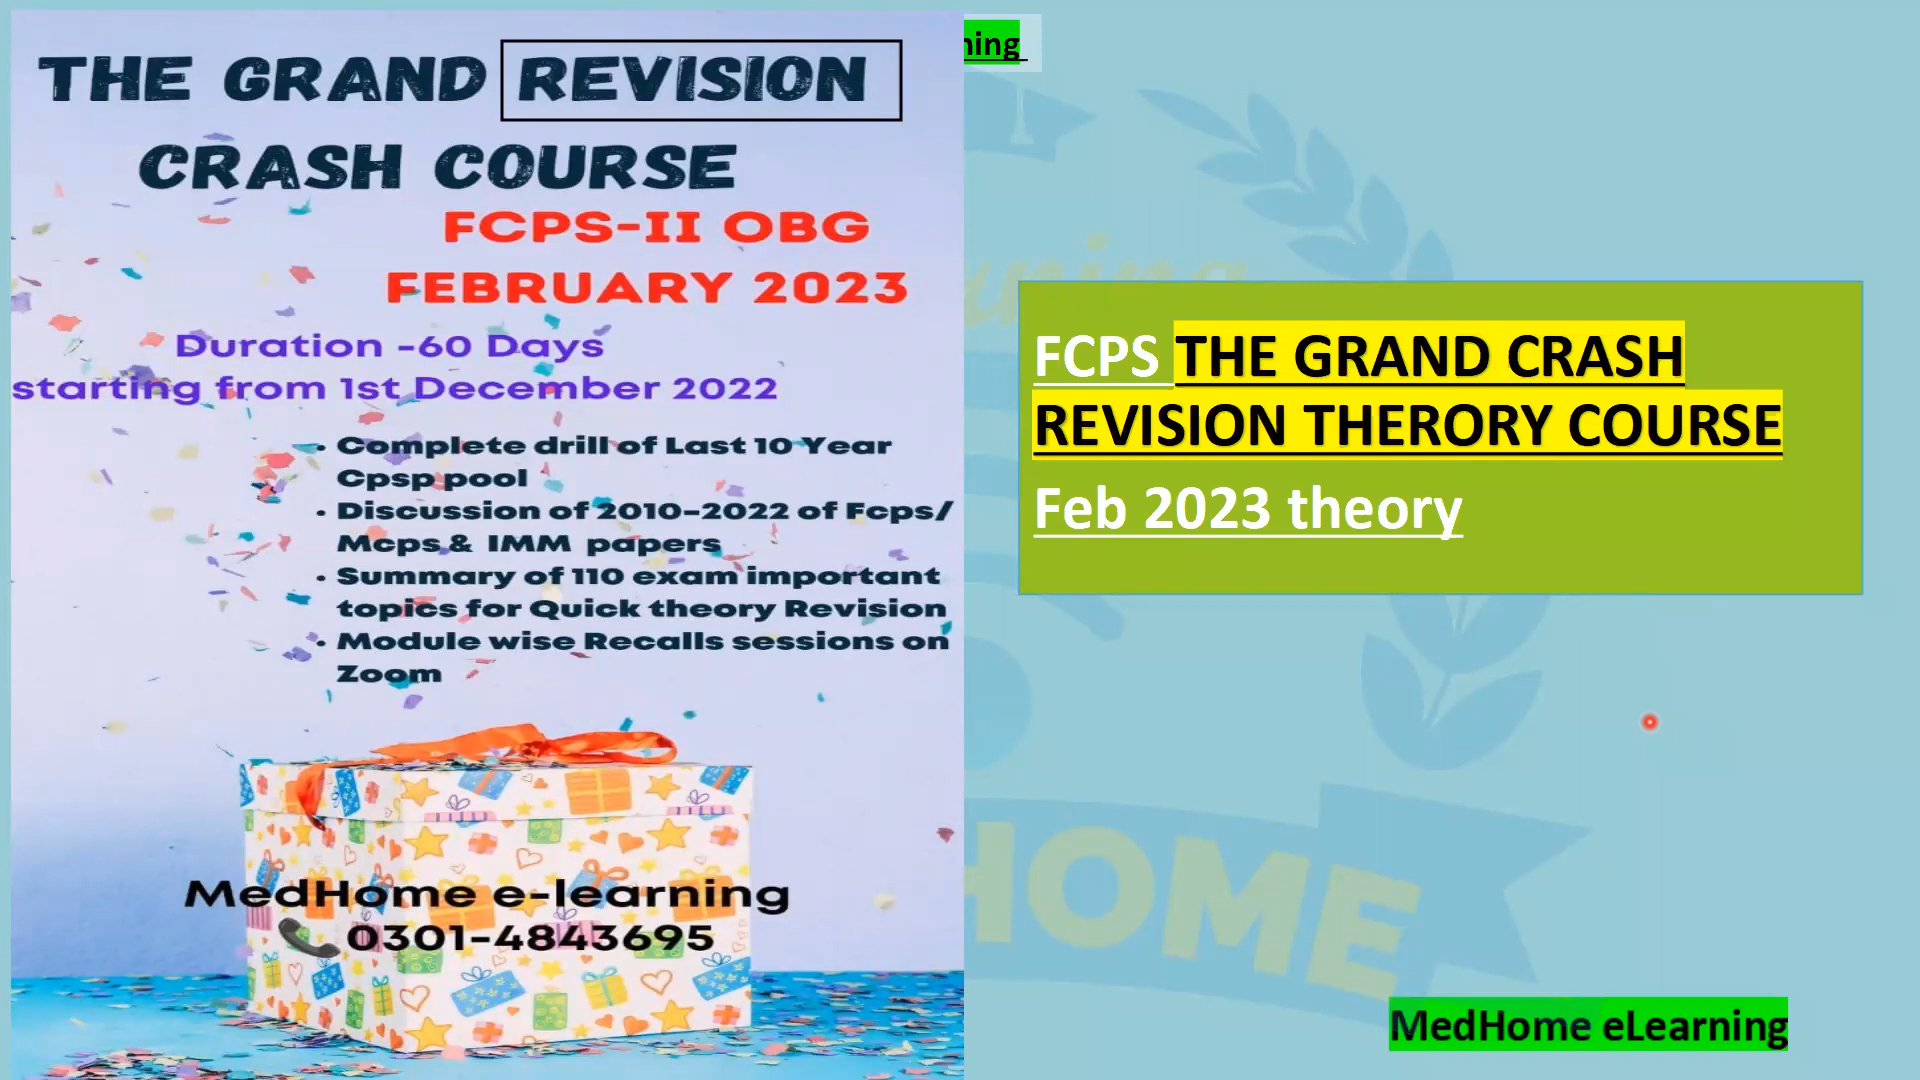 THE GRAND REVISION
CRASH COURSE
FCPS-II OBG
FEBRUARY 2023
Duration -60 Days
starting from 1st December 2022
• Complete drill of Last 10 Year
Cpsp pool
• Discussion of 2010-2022 of Fcps/
Mcps & IMM papers
• Summary of 110 exam important
topics for Quick theory Revision
• Module wise Recalls sessions on
Zoom
MedHome e-learning
0301-4843695
ning
FCPS THE GRAND CRASH
REVISION THERORY COURSE
Feb 2023 theory
HOME
MedHome eLearning